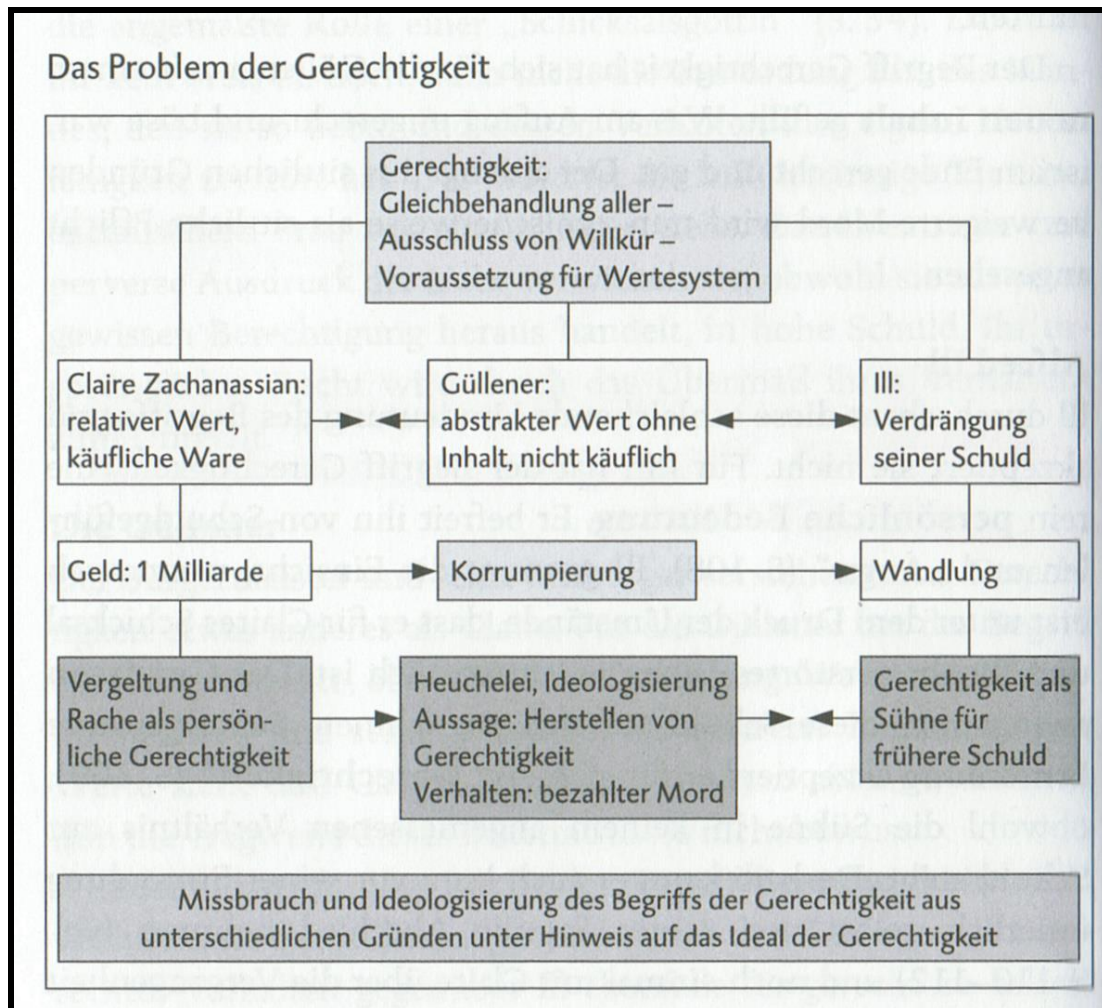 Das Problem der Gerechtigkeit
Gerechtigkeit:
Gleichbehandlung aller –
Ausschluss von Willkür –
Voraussetzung für Wertsystem
Claire Zachanassian:
relativer Wert,
käufliche Ware
Güllener:
abstrakter Wert ohne
Inhalt, nicht käuflich
Ill:
Verdrängung
seiner Schuld
Geld: 1 Milliarde
Korrumpierung
Wandlung
Vergeltung und
Rache als persön-
liche Gerechtigkeit
Heuchelei, Ideologisierung
Aussage: Herstellen von
Gerechtigkeit
Verhalten: bezahlter Mord
Gerechtigkeit als
Sühne für
frühere Schuld
Missbrauch und Ideologisierung des Begriffs der Gerechtigkeit aus
unterschiedlichen Gründen unter Hinweis auf das Ideal der Gerechtigkeit